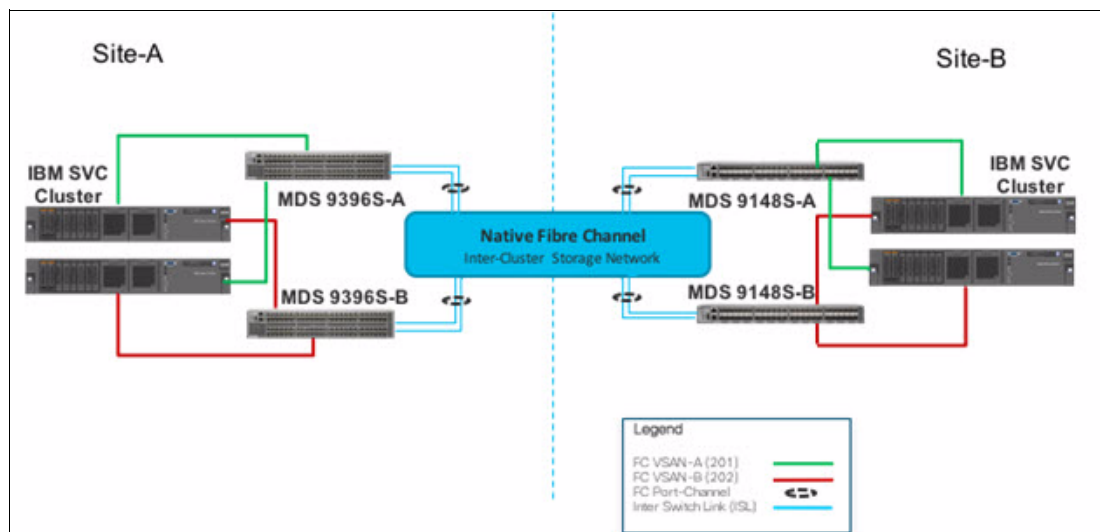 Site-A
Site-B
IBM SVC
Cluster
MDS 9396S-A
MDS 9148S-A
IBM SVC
Cluster
Native Fibre Channel
Inter-Cluster Storage Network
MDS 9396S-B
MDS 9148S-B
Legend
FC VSAN-A (201)
FC VSAN-B (202)
FC Port-Channel
Inter Switch Link (ISL)